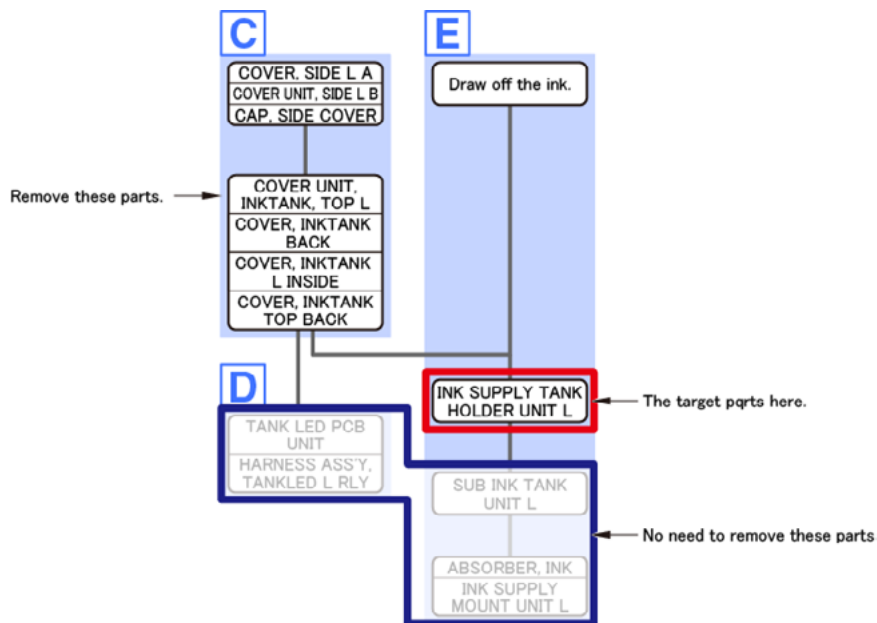 C
E
COVER, SIDE L A
COVER UNIT, SIDE L B
CAP, SIDE COVER
Draw off the ink.
Remove these parts.
COVER UNIT,
INKTANK, TOP L
COVER, INKTANK
BACK
COVER, INKTANK
L INSIDE
COVER, INKTANK
TOP BACK
D
INK SUPPLY TANK
HOLDER UNIT L
The target pqrts here.
TANK LED PCB
UNIT
HARNESS ASS'Y,
TANKLED L RLY
SUB INK TANK
UNIT L
No need to remove these parts
ABSORBER, INK
INK SUPPLY
MOUNT UNIT L